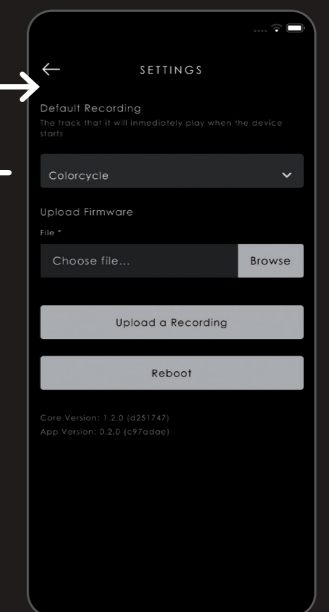 SETTINGS
Default Recording
The track that it will inmediately play when the device
starts
Colorcycle
Upload Firmware
File *
Choose file...
Browse
Upload a Recording
Reboot
Core Version: 1.2.0 (d251747)
App Version: 0.2.0 (c97adae)